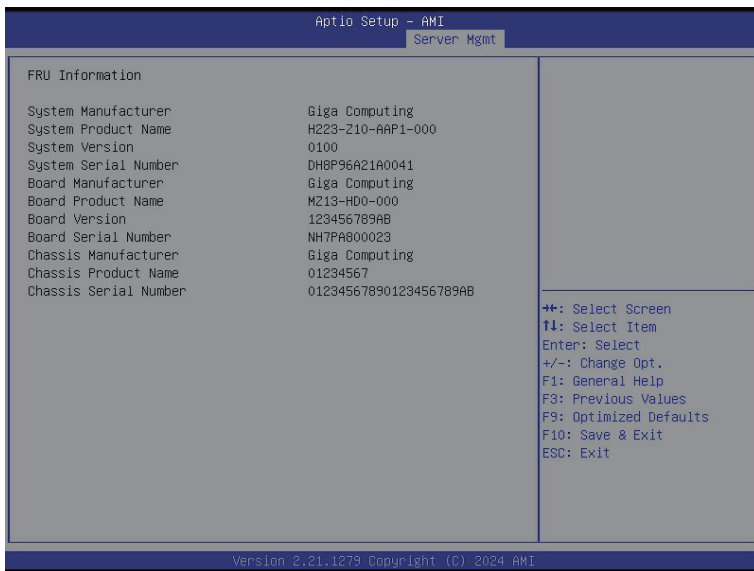 Aptio Setup – AMI
Server Mgmt
FRU Information
System Manufacturer Giga Computing
System Product Name H223-Z10-AAP1-000
System Version 0100
System Serial Number DH8P96A21A0041
Board Manufacturer Giga Computing
Board Product Name MZ13-HD0-000
Board Version 123456789AB
Board Serial Number NH7PA800023
Chassis Manufacturer Giga Computing
Chassis Product Name 01234567
Chassis Serial Number 01234567890123456789AB
→←: Select Screen
↑↓: Select Item
Enter: Select
+/-: Change Opt.
F1: General Help
F3: Previous Values
F9: Optimized Defaults
F10: Save & Exit
ESC: Exit
Version 2.21.1279 Copyright (C) 2024 AMI